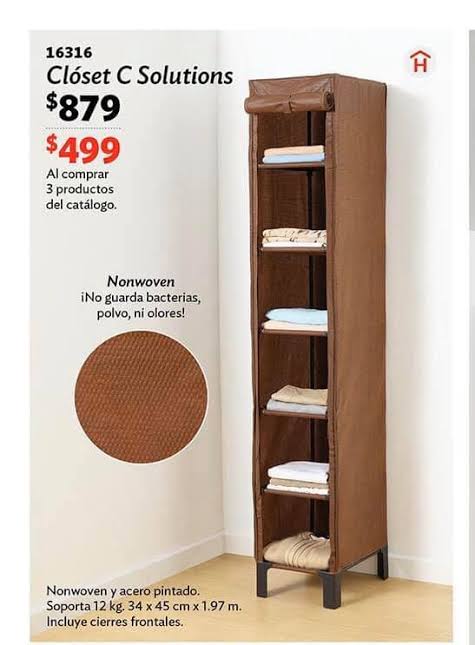 16316
Clóset C Solutions
$879
$499
Al comprar
3 productos
del catálogo.
H
Nonwoven
¡No guarda bacterias,
polvo, ni olores!
Nonwoven y acero pintado.
Soporta 12 kg. 34 x 45 cm x 1.97 m.
Incluye cierres frontales.